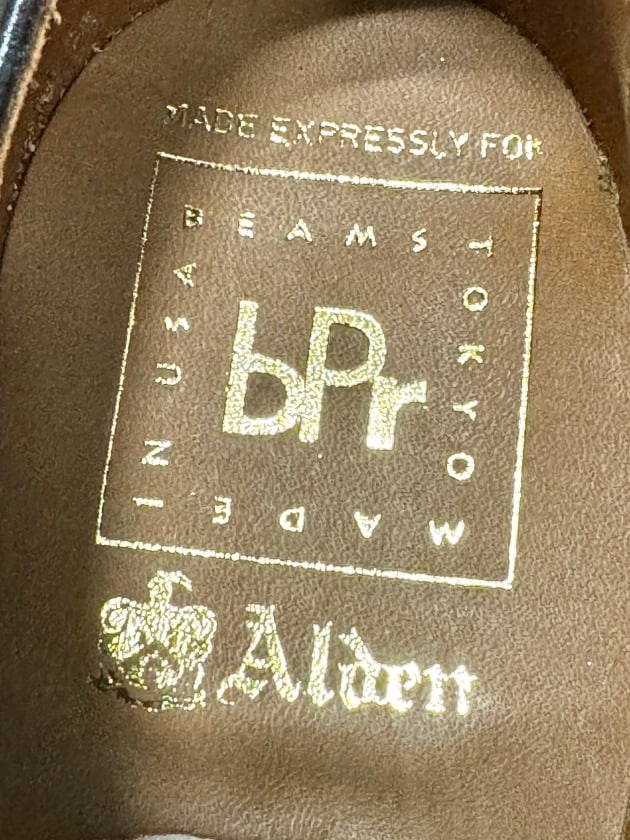 MADE EXPRESSLY FOR
BEAMS
TOKYO
MADE
IN USA
bPr
Alden